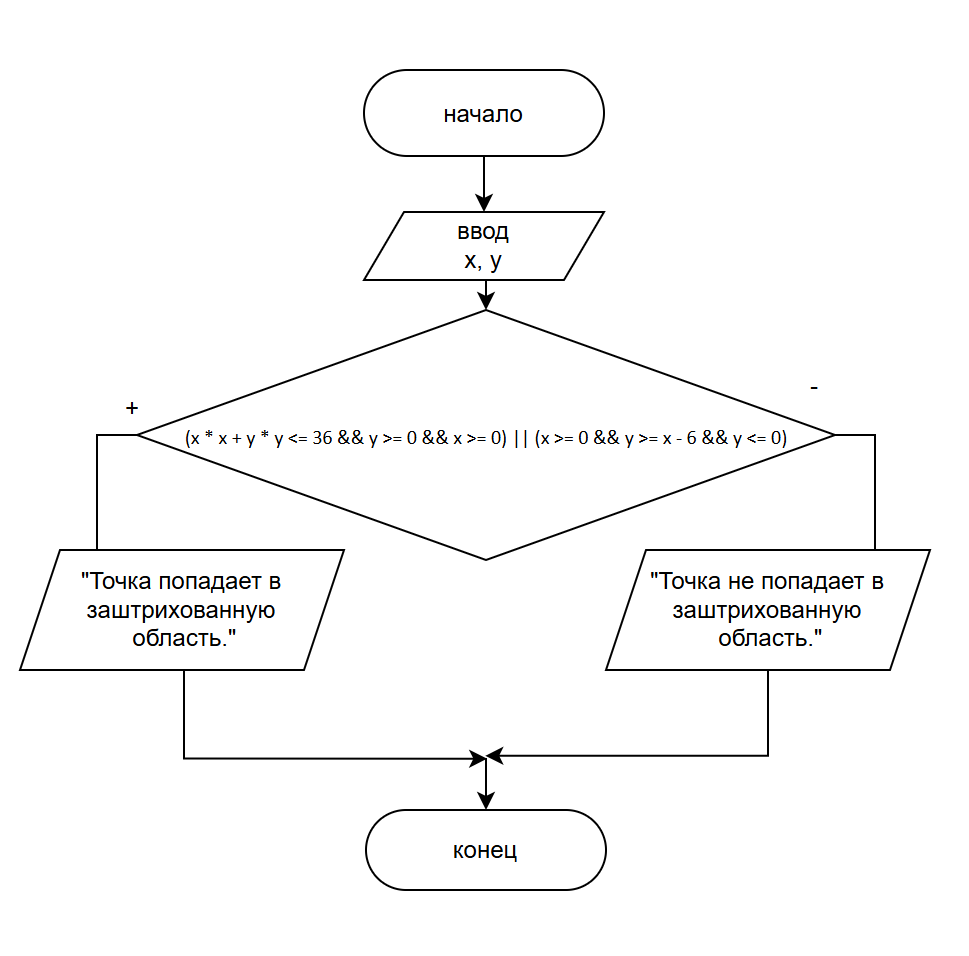 начало
ввод
x, y
+
-
(x * x + y * y <= 36 && y >= 0 && x >= 0) || (x >= 0 && y >= x - 6 && y <= 0)
"Точка попадает в
заштрихованную
область."
"Точка не попадает в
заштрихованную
область."
конец